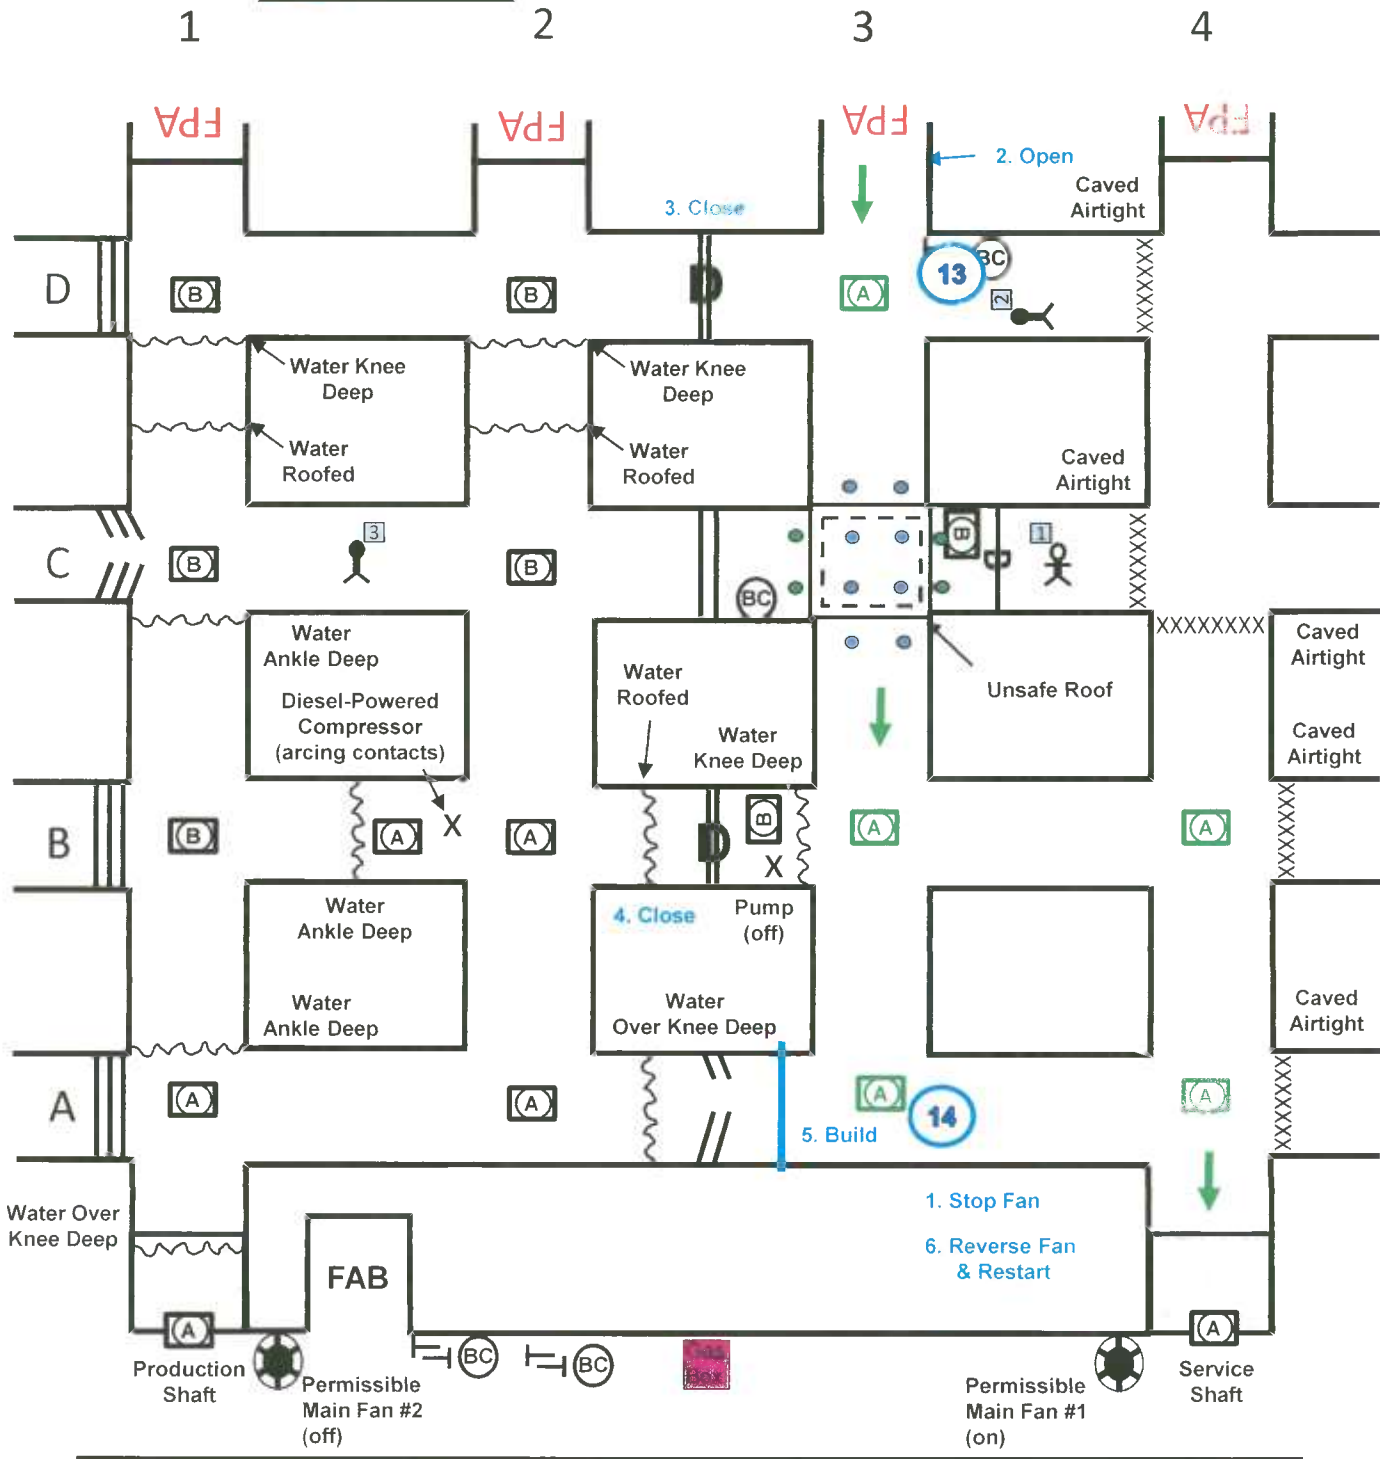 1
2
3
4
FPA
FPA
FPA
FPA
2. Open
Caved
Airtight
3. Close
D
B
B
D
A
13
BC
2
Water Knee
Deep
Water Knee
Deep
Water
Roofed
Water
Roofed
Caved
Airtight
C
B
3
B
BC
B
D
1
XXXXXXXX
Water
Ankle Deep
Caved
Airtight
Water
Roofed
Unsafe Roof
Diesel-Powered
Compressor
(arcing contacts)
Water
Knee Deep
Caved
Airtight
B
B
A
X
A
D
B
X
A
A
Water
Ankle Deep
4. Close
Pump
(off)
Water
Ankle Deep
Water
Over Knee Deep
Caved
Airtight
A
A
A
A
14
A
5. Build
Water Over
Knee Deep
1. Stop Fan
6. Reverse Fan
& Restart
FAB
A
BC
BC
Box
A
Production
Shaft
Permissible
Main Fan #2
(off)
Permissible
Main Fan #1
(on)
Service
Shaft